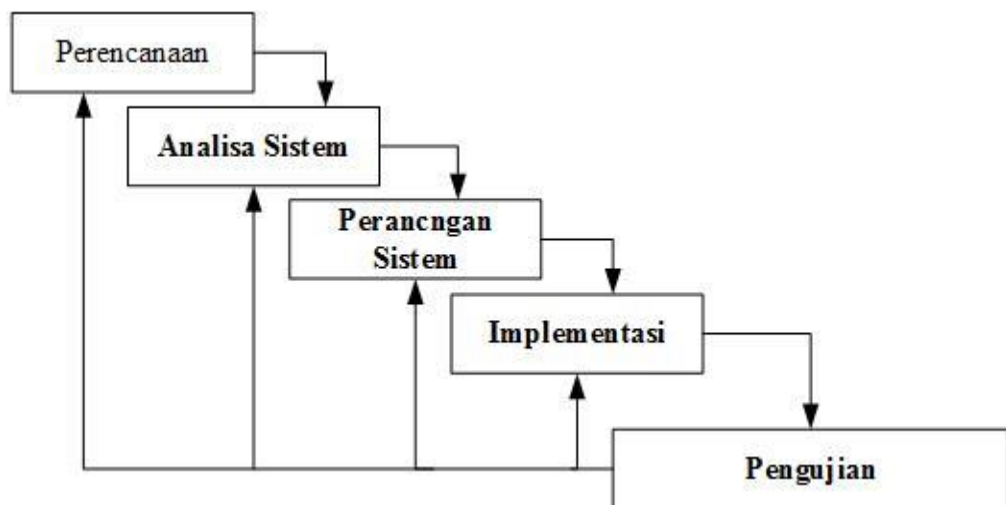 Perencanaan
Analisa Sistem
Perancngan
Sistem
Implementasi
Pengujian